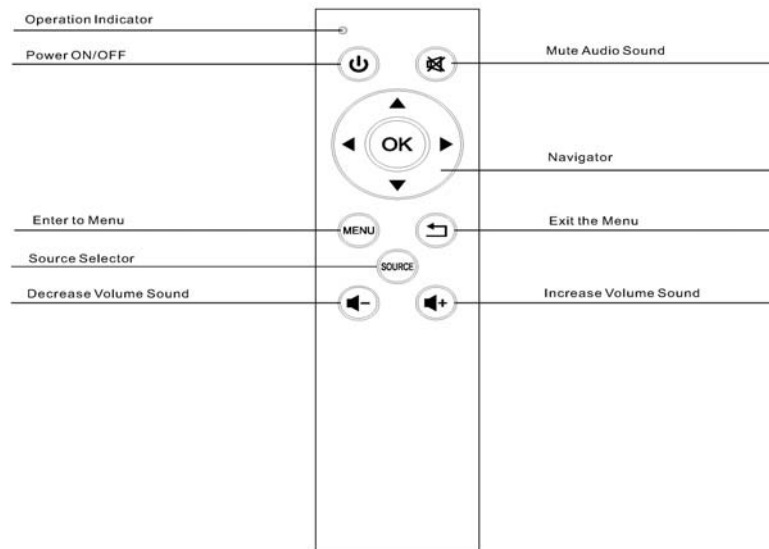 Operation Indicator
Power ON/OFF
Mute Audio Sound
OK
Navigator
Enter to Menu
MENU
Exit the Menu
Source Selector
SOURCE
Decrease Volume Sound
Increase Volume Sound